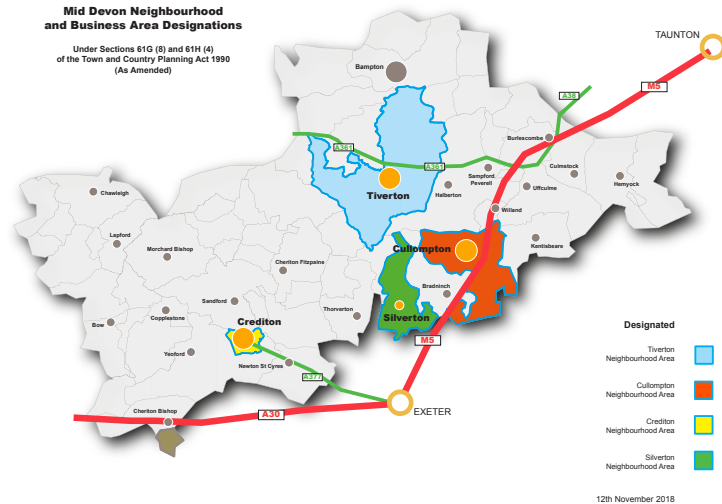 Mid Devon Neighbourhood
and Business Area Designations
Under Sections 61G (8) and 61H (4)
of the Town and Country Planning Act 1990
(As Amended)
TAUNTON
Bampton
M5
A38
Burlescombe
A361
A361
Culmstock
Sampford
Peverell
Hemyock
Chawleigh
Tiverton
Halberton
Uffculme
Willand
Lapford
Morchard Bishop
Cullompton
Kentisbeare
Cheriton Fitzpaine
Bradninch
Sandford
Copplestone
Thorverton
Silverton
Bow
Crediton
Designated
M5
Yeoford
Newton St Cyres
Tiverton
Neighbourhood Area
A377
Cullompton
Neighbourhood Area
A30
EXETER
Cheriton Bishop
Crediton
Neighbourhood Area
Silverton
Neighbourhood Area
12th November 2018